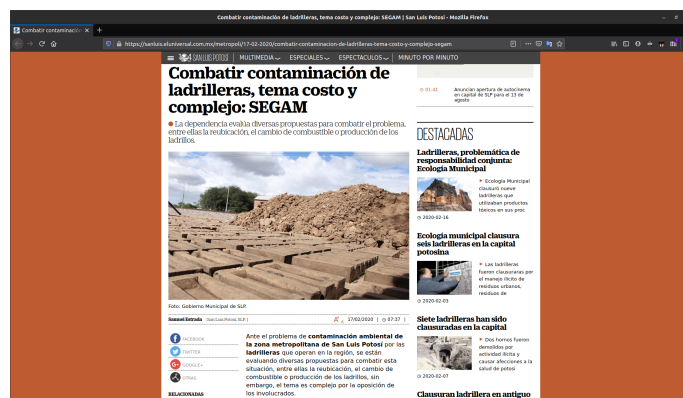 Combatir contaminación de ladrilleras, tema costo y complejo: SEGAM | San Luis Potosí - Mozilla Firefox
Combatir contaminación
https://sanluis.eluniversal.com.mx/metropoli/17-02-2020/combatir-contaminacion-de-ladrilleras-tema-costo-y-complejo-segam
SAN LUIS POTOSÍ | MULTIMEDIA ESPECIALES ESPECTACULOS | MINUTO POR MINUTO
Combatir contaminación de
ladrilleras, tema costo y
complejo: SEGAM
La dependencia evalúa diversas propuestas para combatir el problema,
entre ellas la reubicación, el cambio de combustible o producción de los
ladrillos.
Foto: Gobierno Municipal de SLP.
Samuel Estrada | San Luis Potosí, SLP. |
17/02/2020 | 07:37 |
FACEBOOK
TWITTER
GOOGLE+
OTRAS
RELACIONADAS
Ante el problema de contaminación ambiental de
la zona metropolitana de San Luis Potosí por las
ladrilleras que operan en la región, se están
evaluando diversas propuestas para combatir esta
situación, entre ellas la reubicación, el cambio de
combustible o producción de los ladrillos, sin
embargo, el tema es complejo por la oposición de
los involucrados.
01:41
Anuncian apertura de autocinema
en capital de SLP para el 13 de
agosto
DESTACADAS
Ladrilleras, problemática de
responsabilidad conjunta:
Ecología Municipal
Ecología Municipal
clausuró nueve
ladrilleras que
utilizaban productos
tóxicos en sus proc
2020-02-16
Ecología municipal clausura
seis ladrilleras en la capital
potosina
Las ladrilleras
fueron clausuraras por
el manejo ilícito de
residuos urbanos,
residuos de
2020-02-03
Siete ladrilleras han sido
clausuradas en la capital
Dos hornos fueron
demolidos por
actividad ilícita y
causar afecciones a la
salud de potosi
2020-02-07
Clausuran ladrillera en antiguo